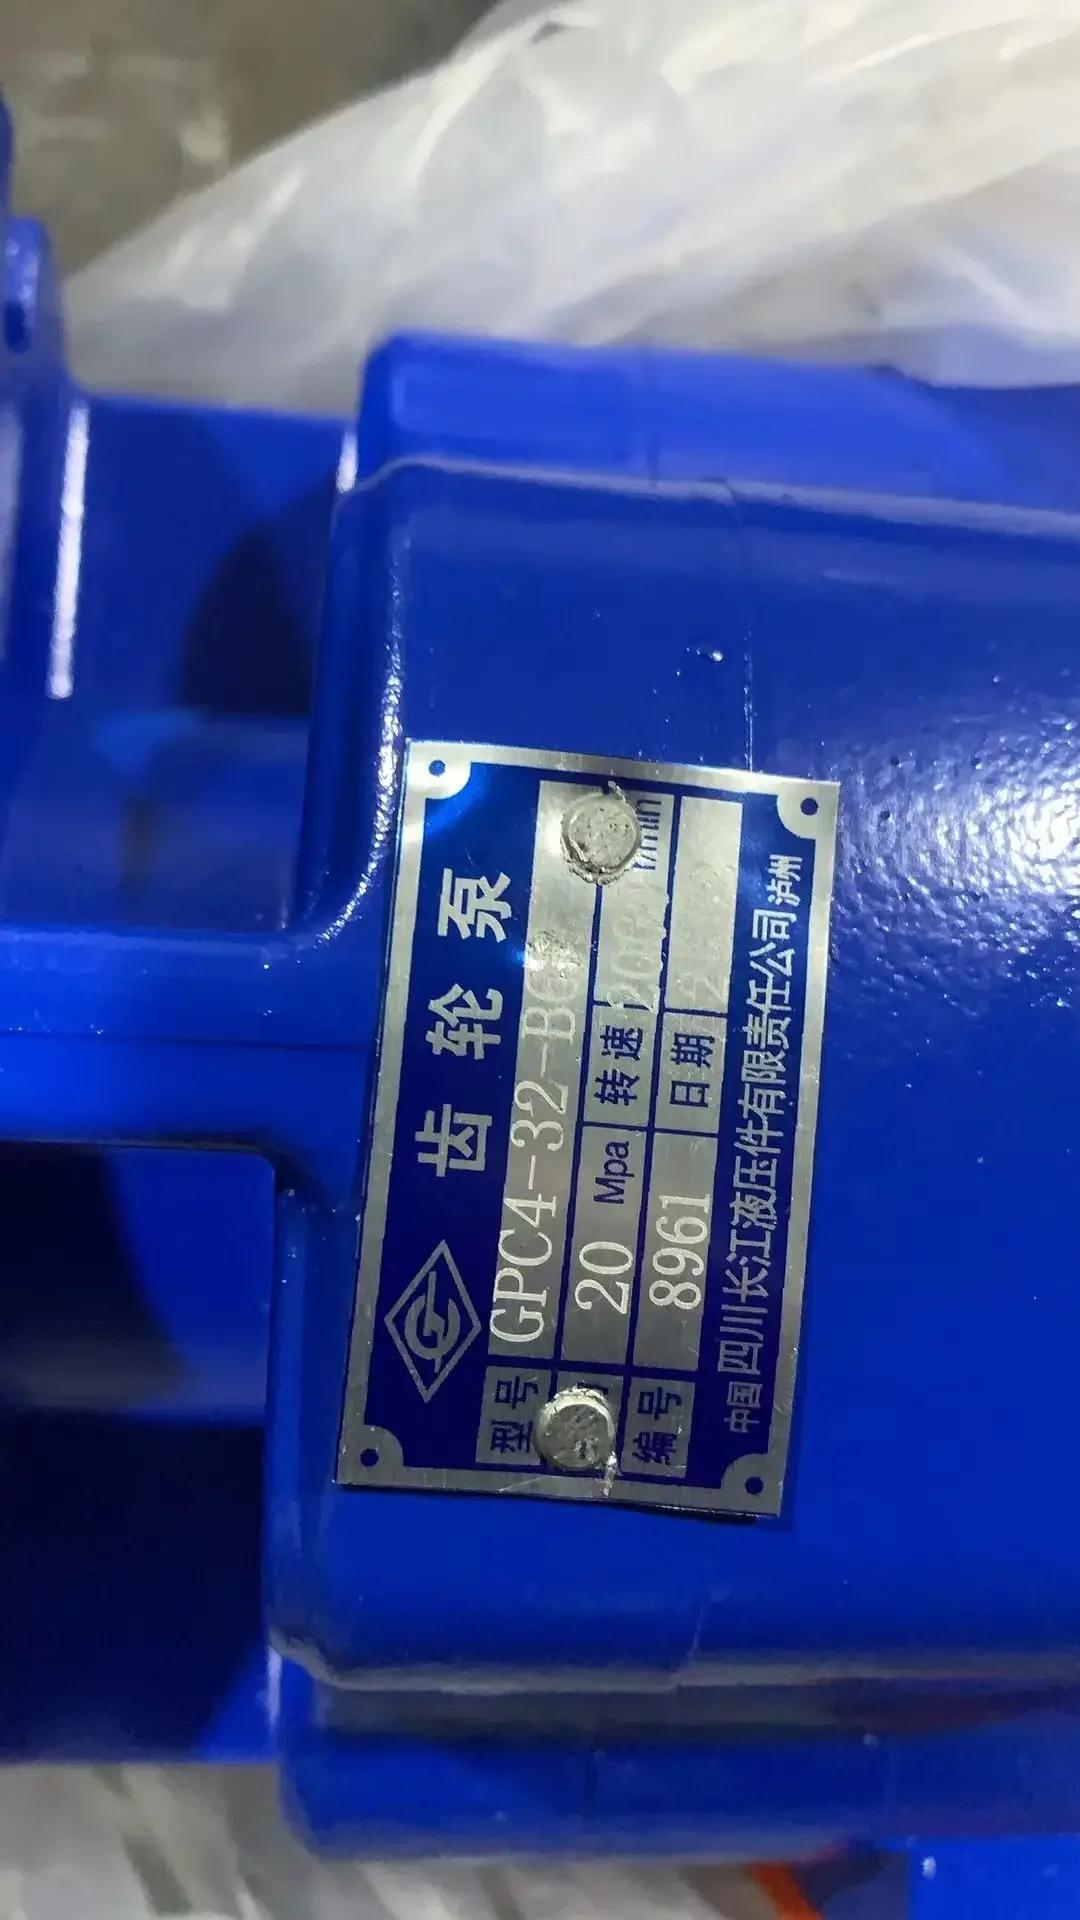 齿轮泵
型号 GPC4-32-B
20 Mpa 转速 r/min
编号 8961 日期
中国四川长江液压件有限责任公司 泸州